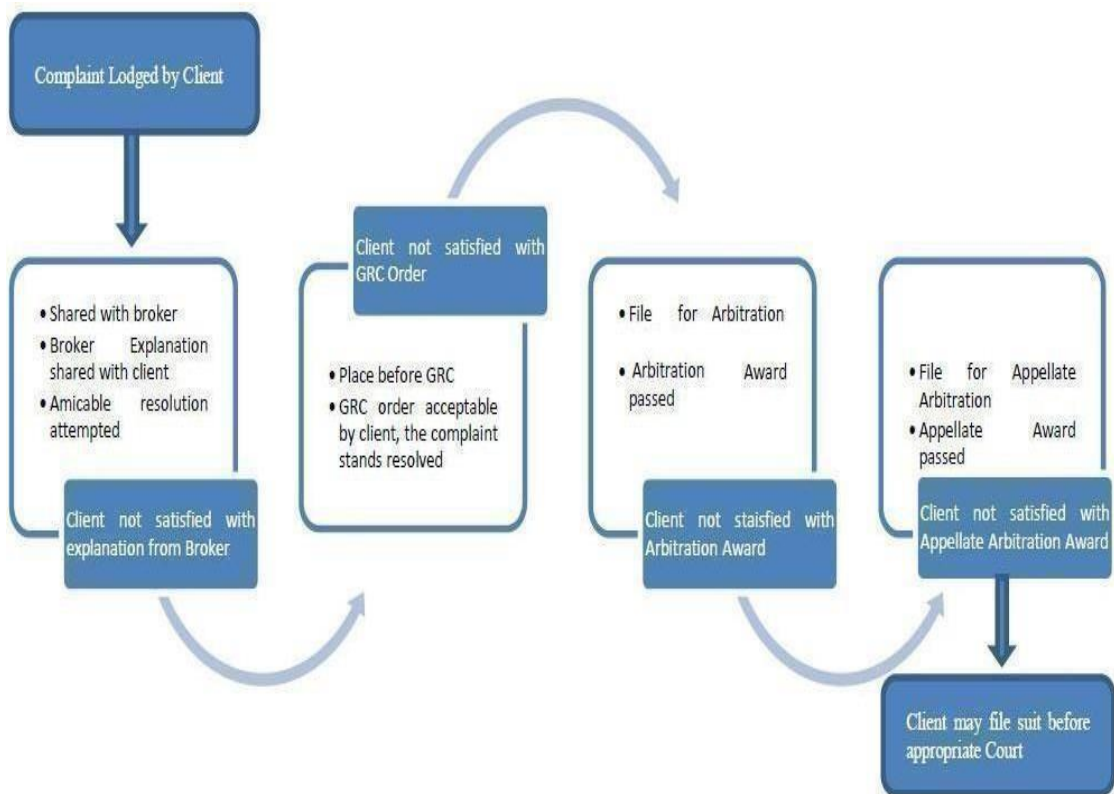 Complaint Lodged by Client
• Shared with broker
• Broker Explanation
shared with client
• Amicable resolution
attempted
Client not satisfied with
explanation from Broker
Client not satisfied with
GRC Order
• Place before GRC
• GRC order acceptable
by client, the complaint
stands resolved
• File for Arbitration
• Arbitration Award
passed
Client not staisfied with
Arbitration Award
• File for Appellate
Arbitration
• Appellate Award
passed
Client not satisfied with
Appellate Arbitration Award
Client may file suit before
appropriate Court